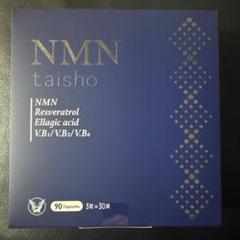 NMN
taisho
NMN
Resveratrol
Ellagic acid
V.B₁/V.B₂/V.B₆
90 Capsules 3粒×30袋